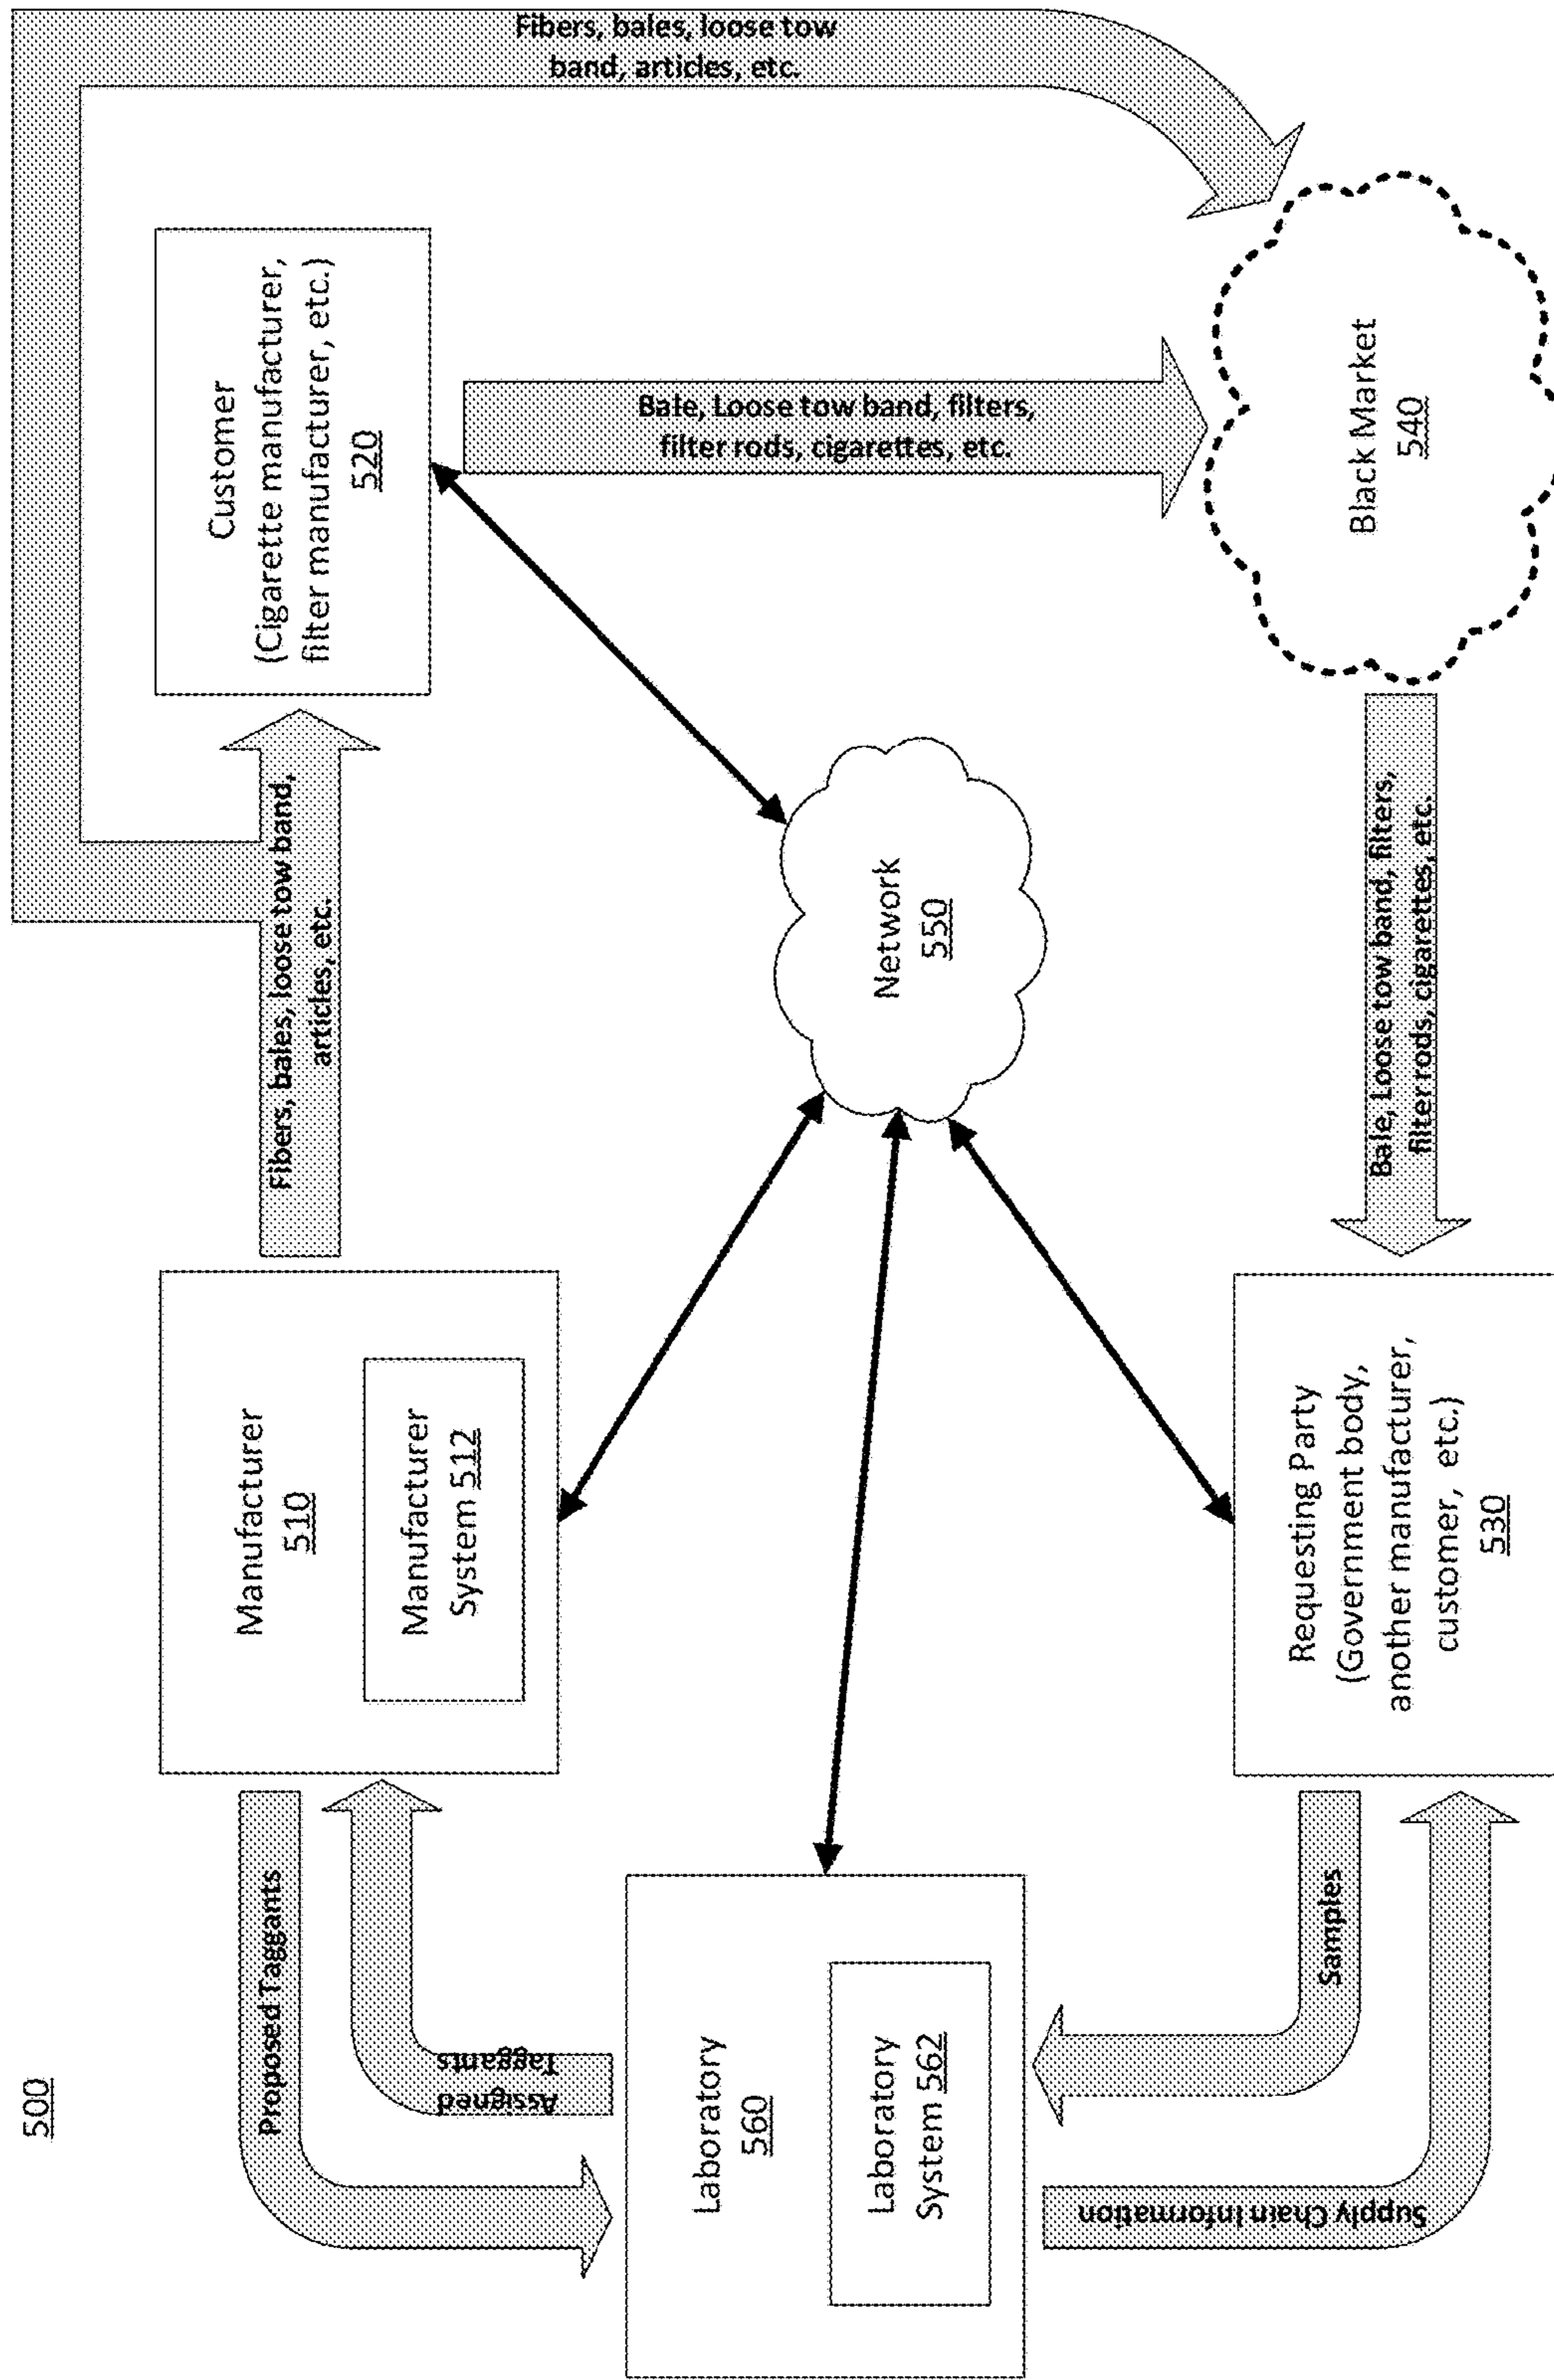 500
Proposed Taggants
Assigned
Taggants
Laboratory
560
Laboratory
System 562
Supply Chain Information
Samples
Manufacturer
510
Manufacturer
System 512
Requesting Party
(Government body,
another manufacturer,
customer, etc.)
530
Fibers, bales, loose tow band,
articles, etc.
Network
550
Bale, Loose tow band, filters,
filter rods, cigarettes, etc.
Customer
(Cigarette manufacturer,
filter manufacturer, etc.)
520
Bale, Loose tow band, filters,
filter rods, cigarettes, etc.
Black Market
540
Fibers, bales, loose tow
band, articles, etc.